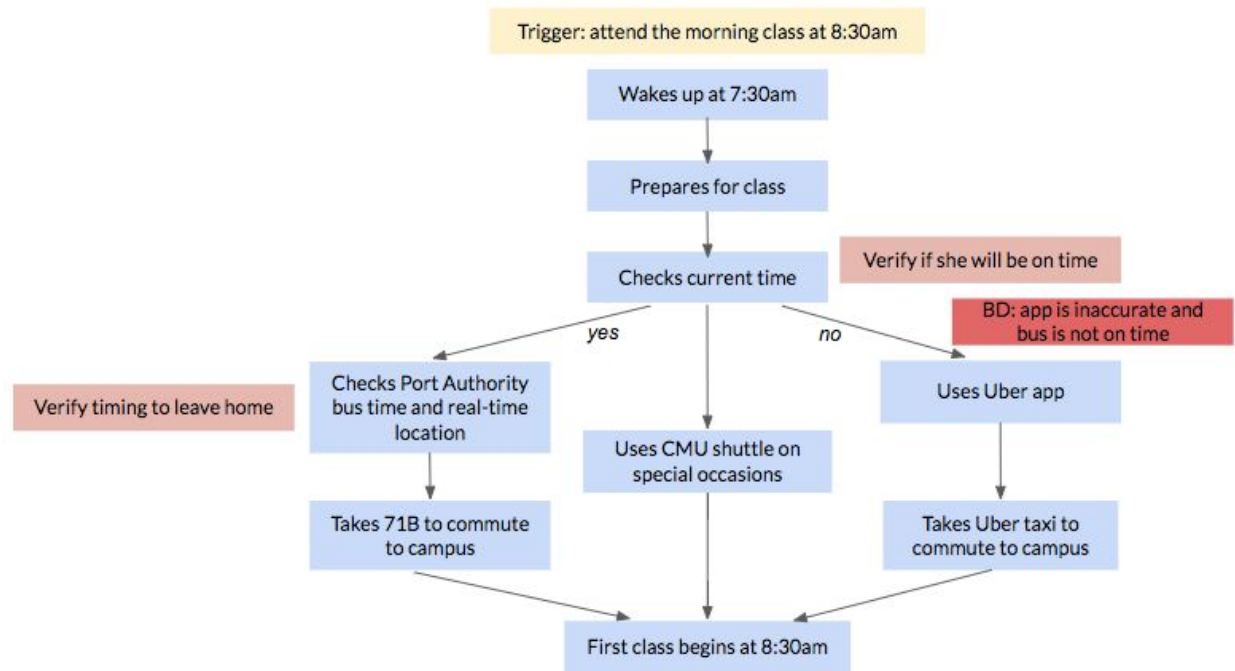 Trigger: attend the morning class at 8:30am
Wakes up at 7:30am
Prepares for class
Checks current time
Verify if she will be on time
BD: app is inaccurate and
bus is not on time
yes
no
Verify timing to leave home
Checks Port Authority
bus time and real-time
location
Uses CMU shuttle on
special occasions
Uses Uber app
Takes 71B to commute
to campus
Takes Uber taxi to
commute to campus
First class begins at 8:30am